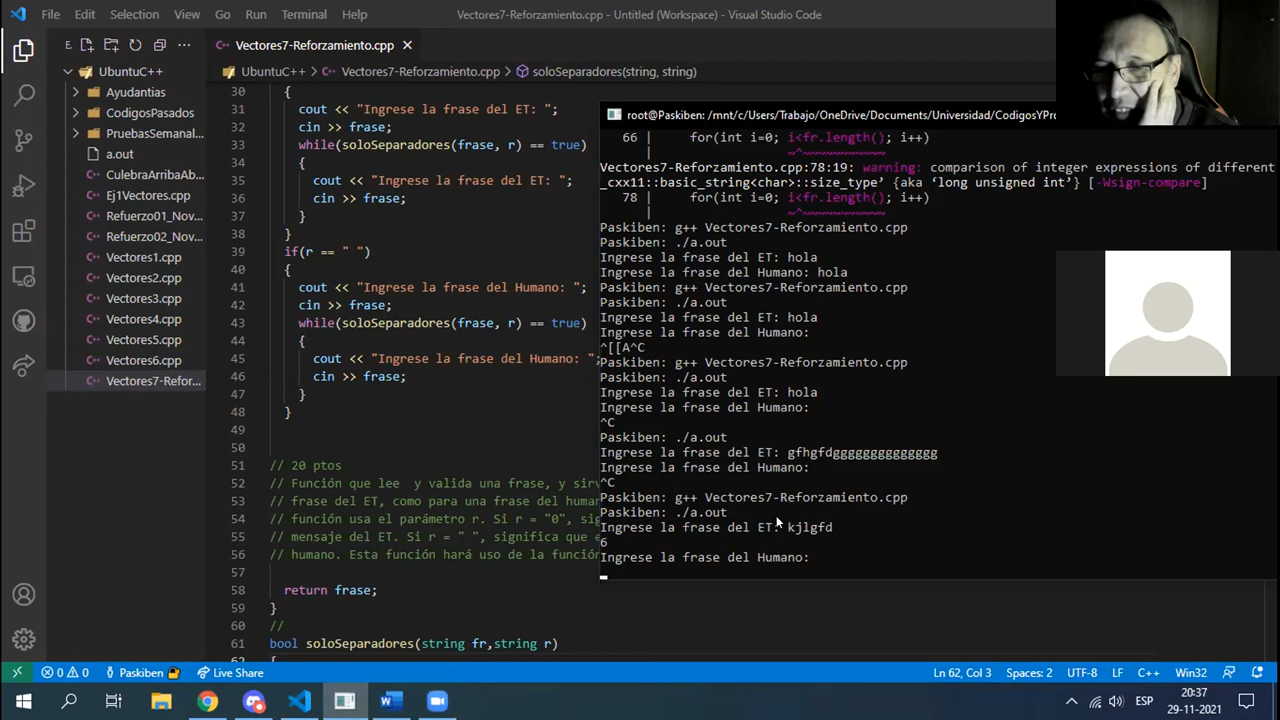 File Edit Selection View Go Run Terminal Help
Vectores7-Reforzamiento.cpp - Untitled (Workspace) - Visual Studio Code
E
Vectores7-Reforzamiento.cpp
UbuntuC++
UbuntuC++ > Vectores7-Reforzamiento.cpp > soloSeparadores(string, string)
Ayudantias
CodigosPasados
PruebasSemanal...
a.out
CulebraArribaAb...
Ej1Vectores.cpp
Refuerzo01_Nov...
Refuerzo02_Nov...
Vectores1.cpp
Vectores2.cpp
Vectores3.cpp
Vectores4.cpp
Vectores5.cpp
Vectores6.cpp
Vectores7-Refor...
30 {
31 cout << "Ingrese la frase del ET: ";
32 cin >> frase;
33 while(soloSeparadores(frase, r) == true)
34 {
35 cout << "Ingrese la frase del ET: ";
36 cin >> frase;
37 }
38 }
39 if(r == " ")
40 {
41 cout << "Ingrese la frase del Humano: ";
42 cin >> frase;
43 while(soloSeparadores(frase, r) == true)
44 {
45 cout << "Ingrese la frase del Humano: ";
46 cin >> frase;
47 }
48 }
49
50
51 // 20 ptos
52 // Función que lee y valida una frase, y sirv
53 // frase del ET, como para una frase del human
54 // función usa el parámetro r. Si r = "0", sig
55 // mensaje del ET. Si r = " ", significa que e
56 // humano. Esta función hará uso de la función
57
58 return frase;
59 }
60 //
61 bool soloSeparadores(string fr,string r)
62 {
root@Paskiben: /mnt/c/Users/Trabajo/OneDrive/Documents/Universidad/CodigosYPro
66 | for(int i=0; i<fr.length(); i++)
| ~^~~~~~~~~~~~
Vectores7-Reforzamiento.cpp:78:19: warning: comparison of integer expressions of different
_cxx11::basic_string<char>::size_type’ {aka ‘long unsigned int’} [-Wsign-compare]
78 | for(int i=0; i<fr.length(); i++)
| ~^~~~~~~~~~~~
Paskiben: g++ Vectores7-Reforzamiento.cpp
Paskiben: ./a.out
Ingrese la frase del ET: hola
Ingrese la frase del Humano: hola
Paskiben: g++ Vectores7-Reforzamiento.cpp
Paskiben: ./a.out
Ingrese la frase del ET: hola
Ingrese la frase del Humano:
^[[A^C
Paskiben: g++ Vectores7-Reforzamiento.cpp
Paskiben: ./a.out
Ingrese la frase del ET: hola
Ingrese la frase del Humano:
^C
Paskiben: ./a.out
Ingrese la frase del ET: gfhgfdgggggggggggggg
Ingrese la frase del Humano:
^C
Paskiben: g++ Vectores7-Reforzamiento.cpp
Paskiben: ./a.out
Ingrese la frase del ET: kjlgfd
6
Ingrese la frase del Humano:
0 0 Paskiben Live Share
Ln 62, Col 3 Spaces: 2 UTF-8 LF C++ Win32
ESP
20:37
29-11-2021